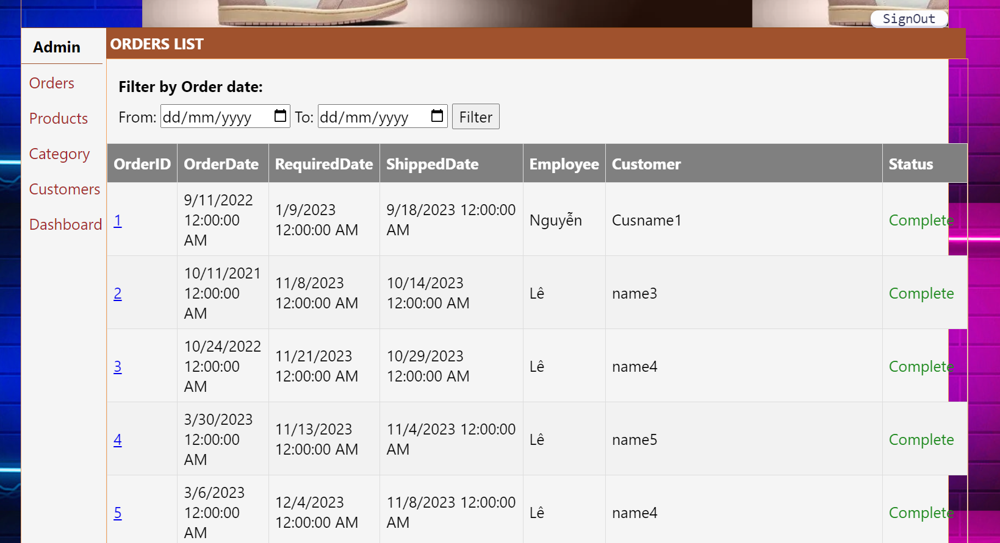 SignOut
Admin
ORDERS LIST
Orders
Products
Category
Customers
Dashboard
Filter by Order date:
From: dd/mm/yyyy To: dd/mm/yyyy Filter
OrderID OrderDate RequiredDate ShippedDate Employee Customer Status
1 9/11/2022 12:00:00 AM 1/9/2023 12:00:00 AM 9/18/2023 12:00:00 AM Nguyễn Cusname1 Complete
2 10/11/2021 12:00:00 AM 11/8/2023 12:00:00 AM 10/14/2023 12:00:00 AM Lê name3 Complete
3 10/24/2022 12:00:00 AM 11/21/2023 12:00:00 AM 10/29/2023 12:00:00 AM Lê name4 Complete
4 3/30/2023 12:00:00 AM 11/13/2023 12:00:00 AM 11/4/2023 12:00:00 AM Lê name5 Complete
5 3/6/2023 12:00:00 AM 12/4/2023 12:00:00 AM 11/8/2023 12:00:00 AM Lê name4 Complete